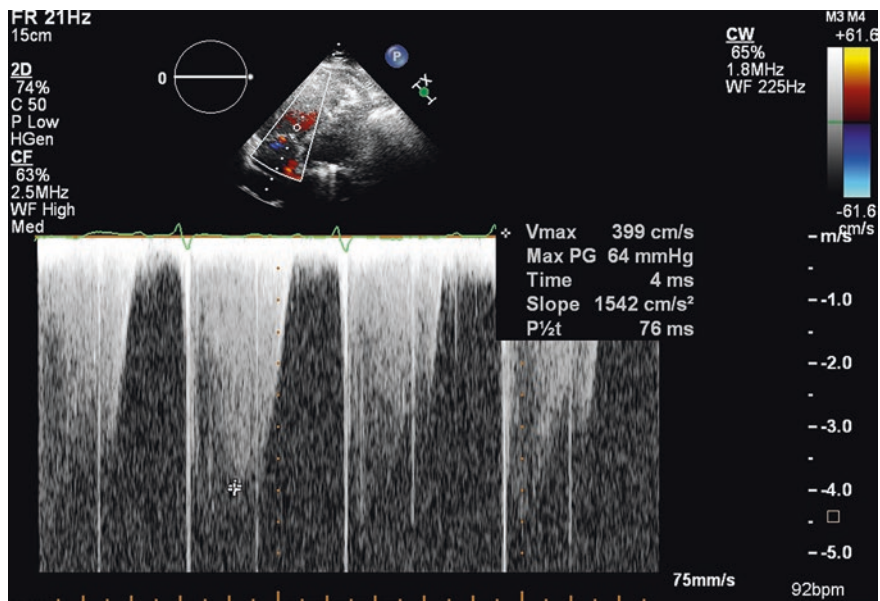 FR 21Hz
15cm
2D
74%
C 50
P Low
HGen
CF
63%
2.5MHz
WF High
Med
0
P
X
CW
65%
1.8MHz
WF 225Hz
M3 M4
+61.6
-61.6
cm/s
Vmax 399 cm/s
Max PG 64 mmHg
Time 4 ms
Slope 1542 cm/s²
P½t 76 ms
m/s
-1.0
-2.0
-3.0
-4.0
-5.0
75mm/s
92bpm